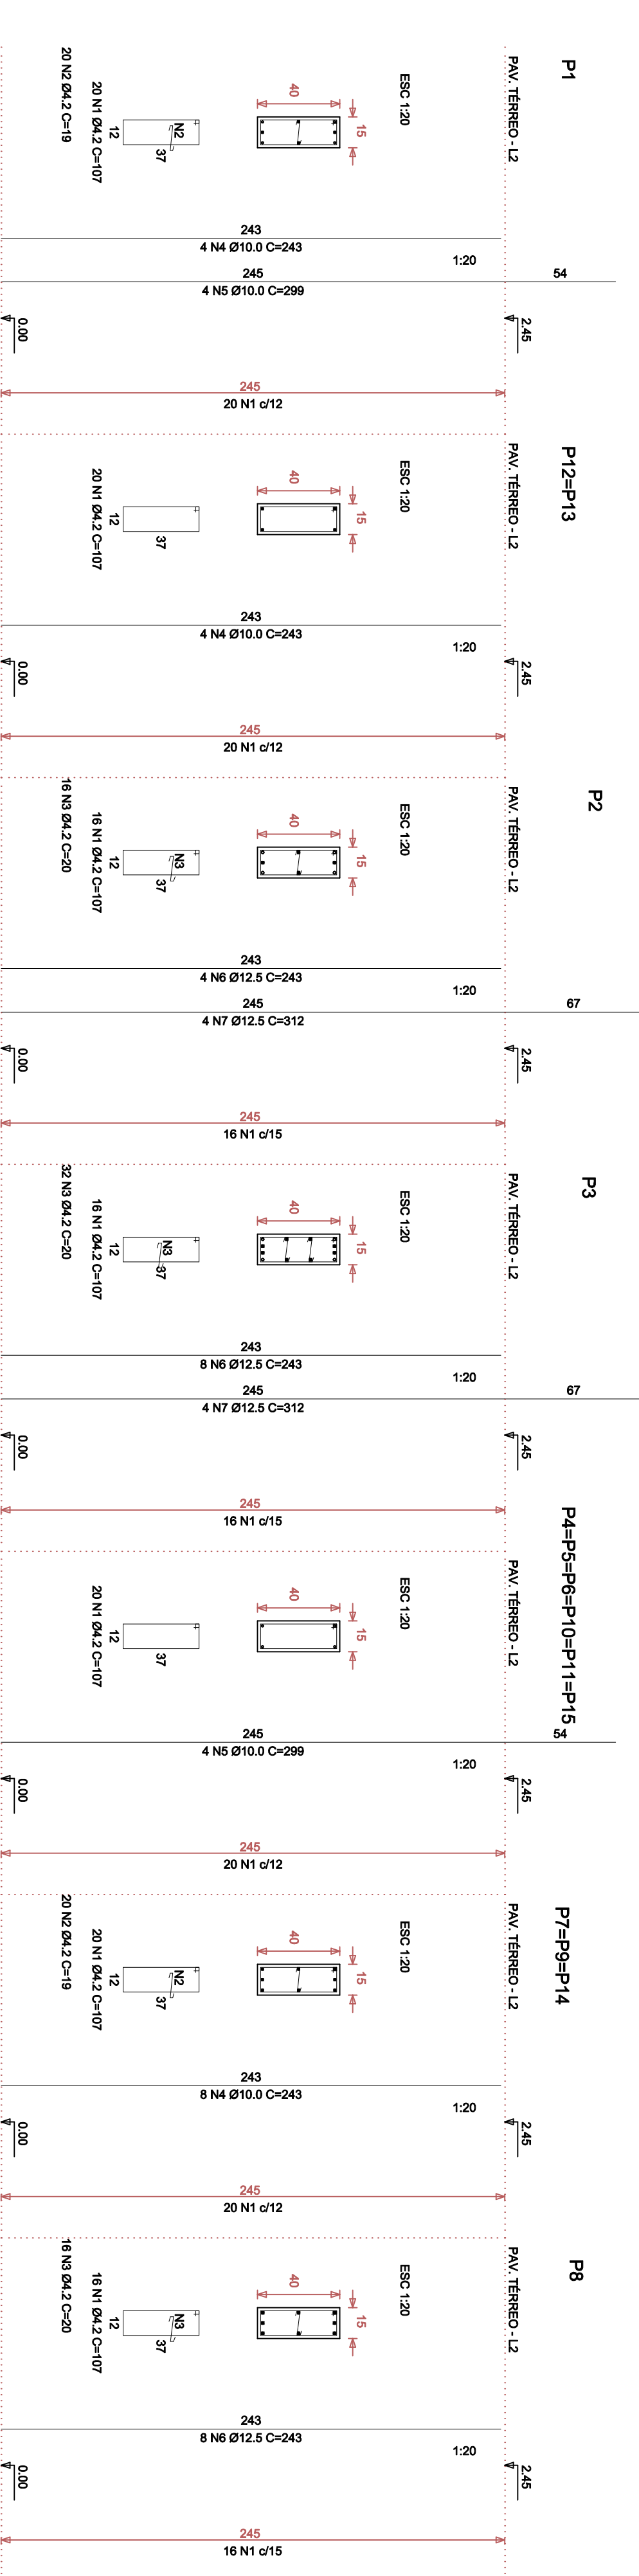 P1
PAV. TÉRREO - L2
ESC 1:20
40
15
N2
37
12
20 N1 Ø4.2 C=107
20 N2 Ø4.2 C=19
243
4 N4 Ø10.0 C=243
1:20
245
54
4 N5 Ø10.0 C=299
2.45
0.00
245
20 N1 c/12
P12=P13
PAV. TÉRREO - L2
ESC 1:20
40
15
37
12
20 N1 Ø4.2 C=107
243
4 N4 Ø10.0 C=243
1:20
2.45
0.00
245
20 N1 c/12
P2
PAV. TÉRREO - L2
ESC 1:20
40
15
N3
37
12
16 N1 Ø4.2 C=107
16 N3 Ø4.2 C=20
243
4 N6 Ø12.5 C=243
1:20
245
67
4 N7 Ø12.5 C=312
2.45
0.00
245
16 N1 c/15
P3
PAV. TÉRREO - L2
ESC 1:20
40
15
N3
37
12
16 N1 Ø4.2 C=107
32 N3 Ø4.2 C=20
243
8 N6 Ø12.5 C=243
1:20
245
67
4 N7 Ø12.5 C=312
2.45
0.00
245
16 N1 c/15
P4=P5=P6=P10=P11=P15
PAV. TÉRREO - L2
ESC 1:20
40
15
37
12
20 N1 Ø4.2 C=107
245
54
4 N5 Ø10.0 C=299
1:20
2.45
0.00
245
20 N1 c/12
P7=P9=P14
PAV. TÉRREO - L2
ESC 1:20
40
15
N2
37
12
20 N1 Ø4.2 C=107
20 N2 Ø4.2 C=19
243
8 N4 Ø10.0 C=243
1:20
2.45
0.00
245
20 N1 c/12
P8
PAV. TÉRREO - L2
ESC 1:20
40
15
N3
37
12
16 N1 Ø4.2 C=107
16 N3 Ø4.2 C=20
243
8 N6 Ø12.5 C=243
1:20
2.45
0.00
245
16 N1 c/15